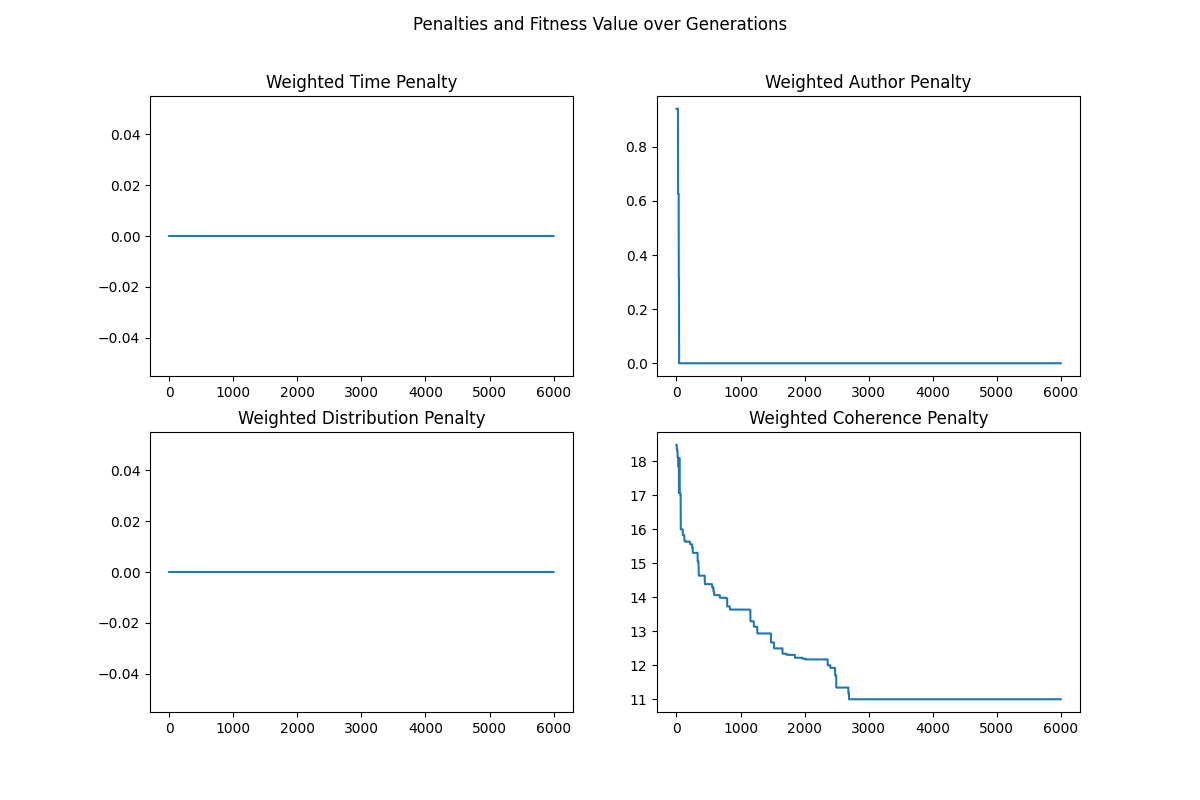 Penalties and Fitness Value over Generations
Weighted Time Penalty
0.04
0.02
0.00
−0.02
−0.04
0 1000 2000 3000 4000 5000 6000
Weighted Author Penalty
0.8
0.6
0.4
0.2
0.0
0 1000 2000 3000 4000 5000 6000
Weighted Distribution Penalty
0.04
0.02
0.00
−0.02
−0.04
0 1000 2000 3000 4000 5000 6000
Weighted Coherence Penalty
18
17
16
15
14
13
12
11
0 1000 2000 3000 4000 5000 6000